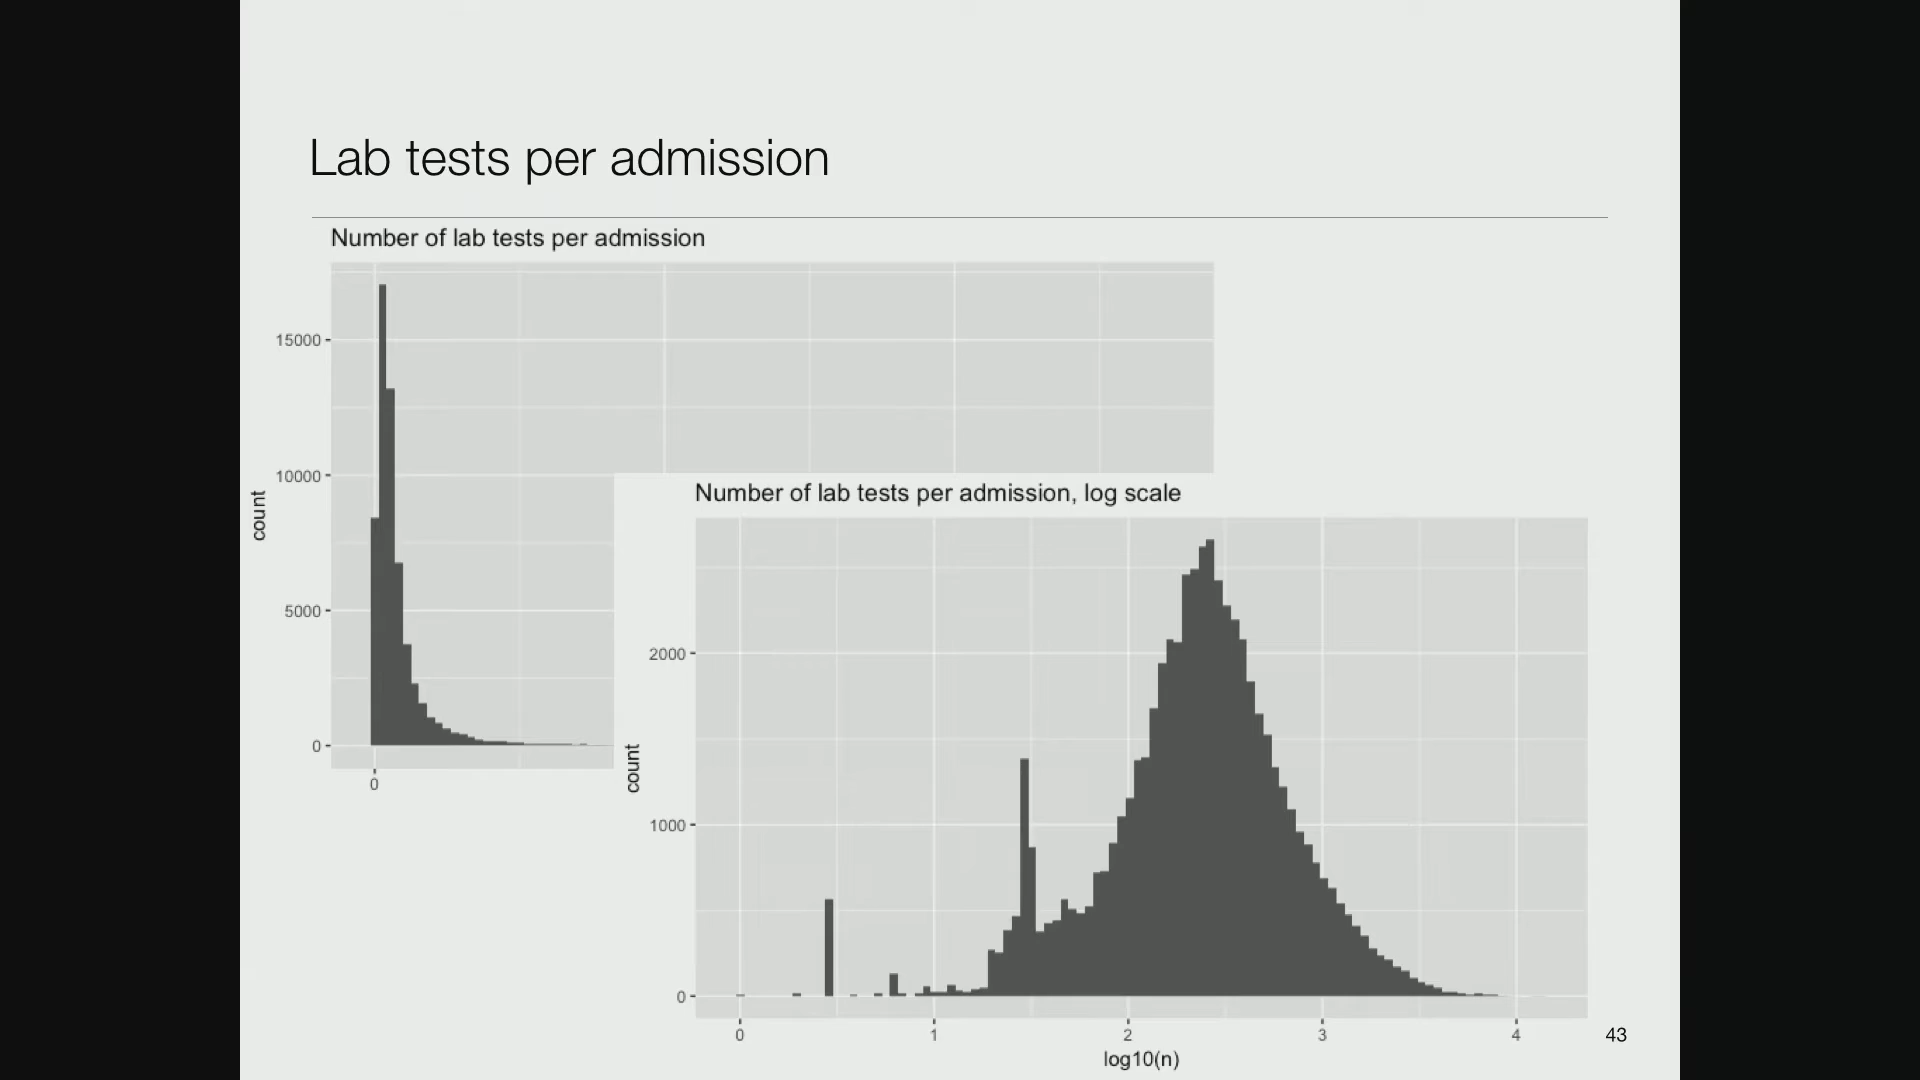 Lab tests per admission
Number of lab tests per admission
15000
10000
5000
0
count
0
Number of lab tests per admission, log scale
2000
1000
0
count
0 1 2 3 4
log10(n)
43